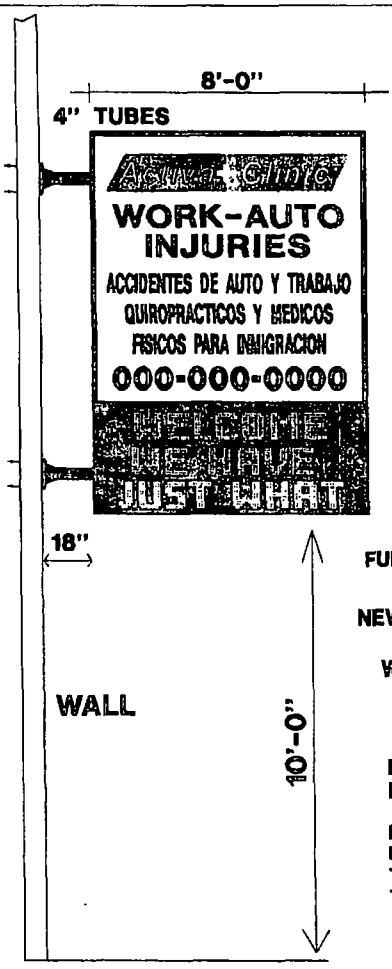 8'-0"
4" TUBES
Clinic
WORK-AUTO
INJURIES
ACCIDENTES DE AUTO Y TRABAJO
QUIROPRACTICOS Y MEDICOS
FISICOS PARA INMIGRACION
000-000-0000
WELCOME
WE HAVE
JUST WHAT
18"
WALL
10'-0"